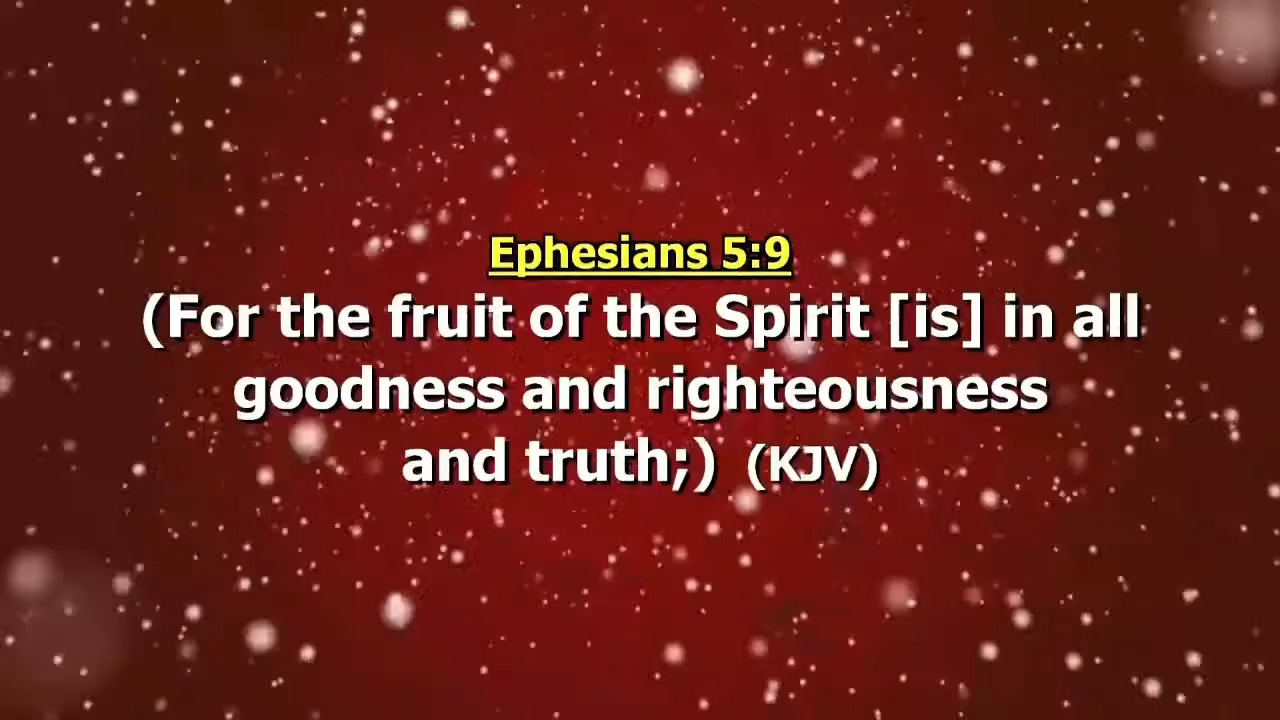 Ephesians 5:9
(For the fruit of the Spirit [is] in all
goodness and righteousness
and truth;) (KJV)